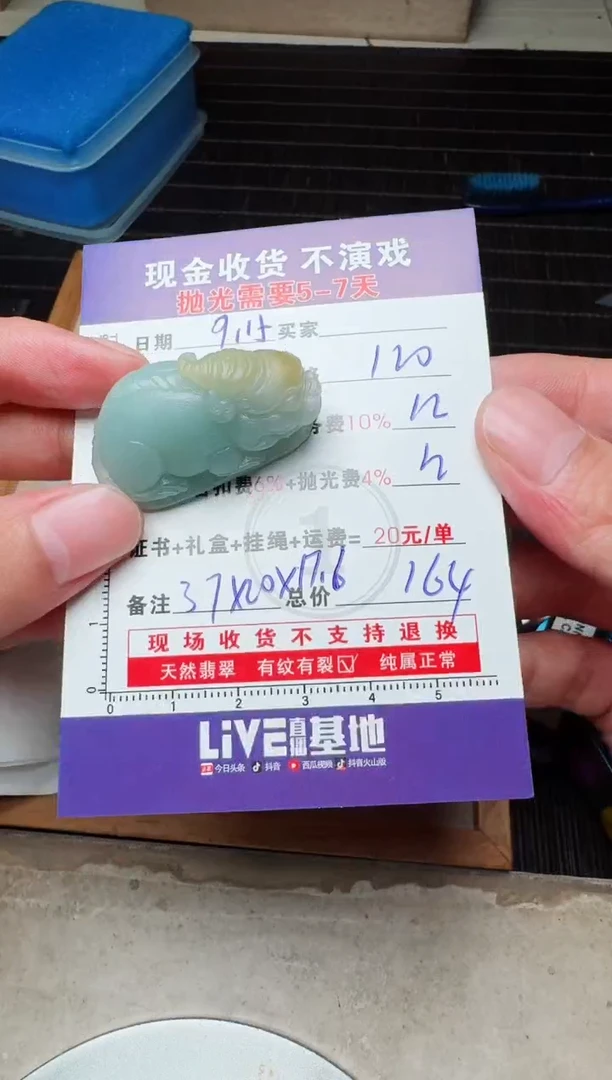 现金收货 不演戏
抛光需要5-7天
日期 9.15 买家
120
费10% 12
扣费6%+抛光费4% 12
证书+礼盒+挂绳+运费= 20元/单
备注 37X20X17.6 总价 164
1
现场收货不支持退换
天然翡翠 有纹有裂☑ 纯属正常
0
0 1 2 3 4 5
LiVE直播基地
今日头条 抖音 西瓜视频 抖音火山版